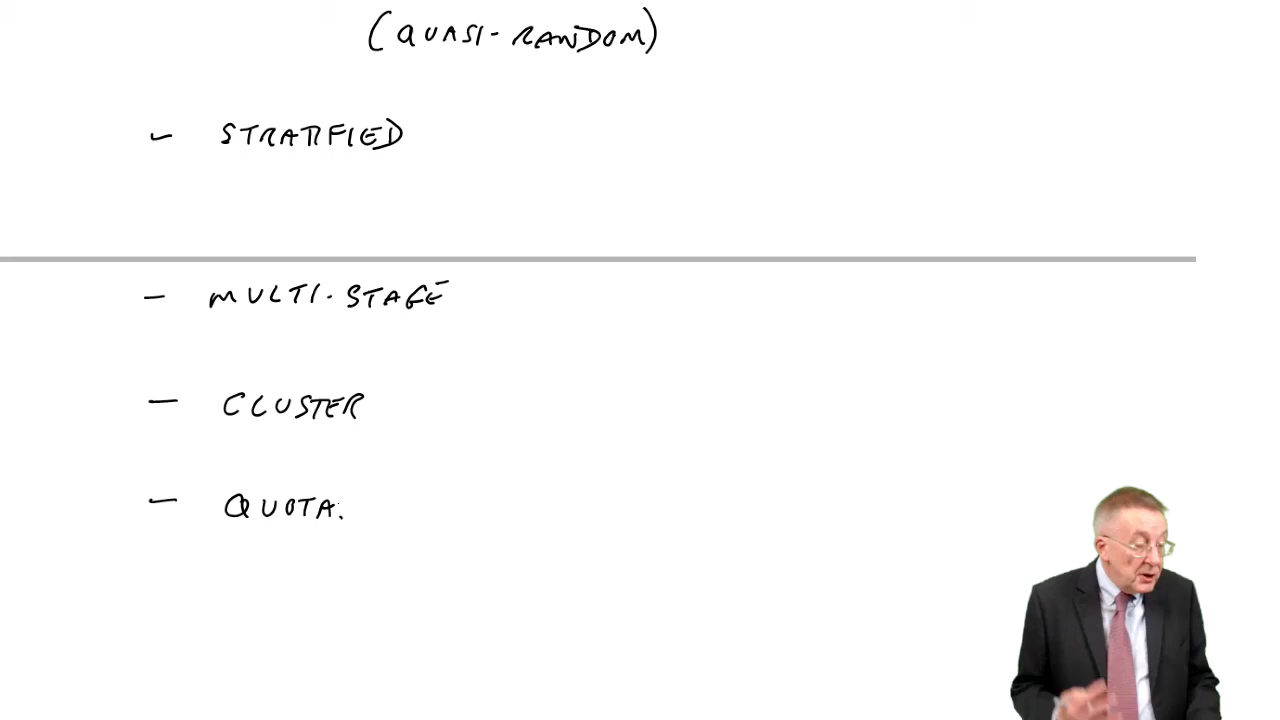 (QUASI-RANDOM)
- STRATIFIED
- MULTI-STAGE
- CLUSTER
- QUOTA.